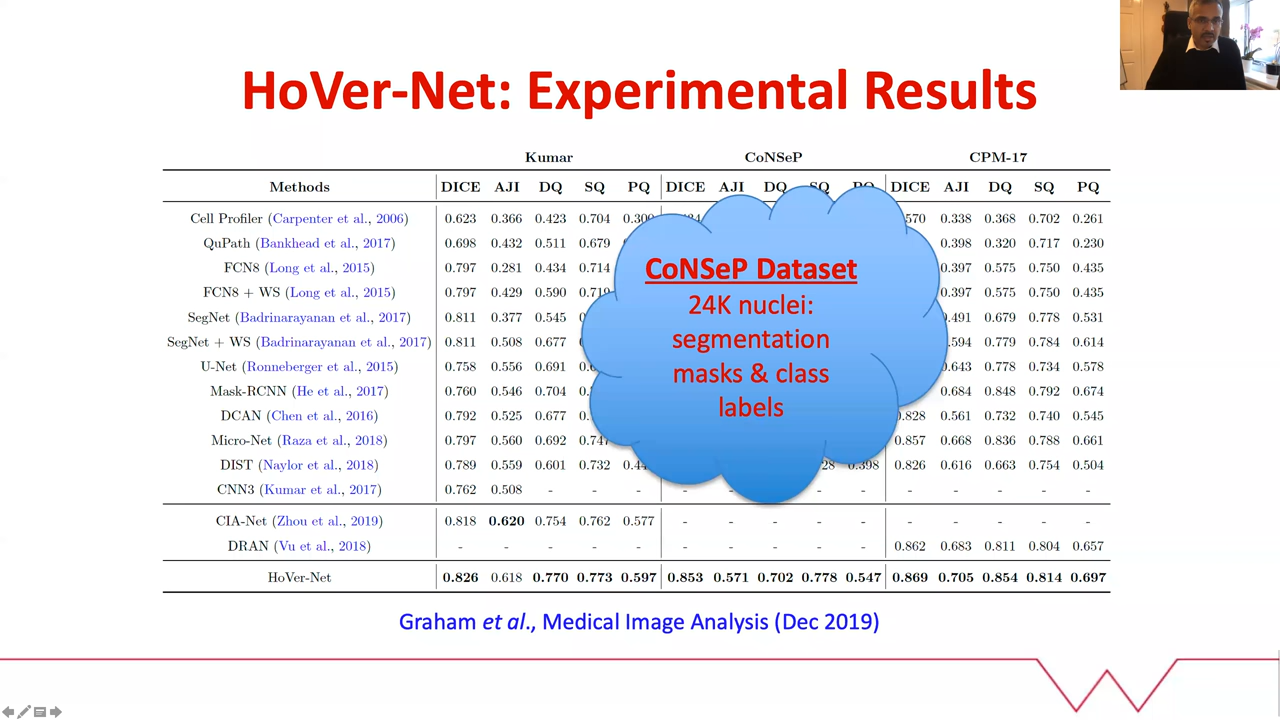 HoVer-Net: Experimental Results
Kumar CoNSeP CPM-17
Methods DICE AJI DQ SQ PQ DICE AJI DQ SQ PQ DICE AJI DQ SQ PQ
Cell Profiler (Carpenter et al., 2006) 0.623 0.366 0.423 0.704 0.338 0.368 0.702 0.261
QuPath (Bankhead et al., 2017) 0.698 0.432 0.511 0.679 0.398 0.320 0.717 0.230
FCN8 (Long et al., 2015) 0.797 0.281 0.434 0.714 0.397 0.575 0.750 0.435
FCN8 + WS (Long et al., 2015) 0.797 0.429 0.590 0.397 0.575 0.750 0.435
SegNet (Badrinarayanan et al., 2017) 0.811 0.377 0.545 0.491 0.679 0.778 0.531
SegNet + WS (Badrinarayanan et al., 2017) 0.811 0.508 0.677 .594 0.779 0.784 0.614
U-Net (Ronneberger et al., 2015) 0.758 0.556 0.691 0.643 0.778 0.734 0.578
Mask-RCNN (He et al., 2017) 0.760 0.546 0.704 0.684 0.848 0.792 0.674
DCAN (Chen et al., 2016) 0.792 0.525 0.677 0.828 0.561 0.732 0.740 0.545
Micro-Net (Raza et al., 2018) 0.797 0.560 0.692 0.857 0.668 0.836 0.788 0.661
DIST (Naylor et al., 2018) 0.789 0.559 0.601 0.732 0.398 0.826 0.616 0.663 0.754 0.504
CNN3 (Kumar et al., 2017) 0.762 0.508 - - - - - - - - - - -
CIA-Net (Zhou et al., 2019) 0.818 0.620 0.754 0.762 0.577 - - - - - - - - - -
DRAN (Vu et al., 2018) - - - - - - - - - - 0.862 0.683 0.811 0.804 0.657
HoVer-Net 0.826 0.618 0.770 0.773 0.597 0.853 0.571 0.702 0.778 0.547 0.869 0.705 0.854 0.814 0.697
CoNSeP Dataset
24K nuclei:
segmentation
masks & class
labels
Graham et al., Medical Image Analysis (Dec 2019)